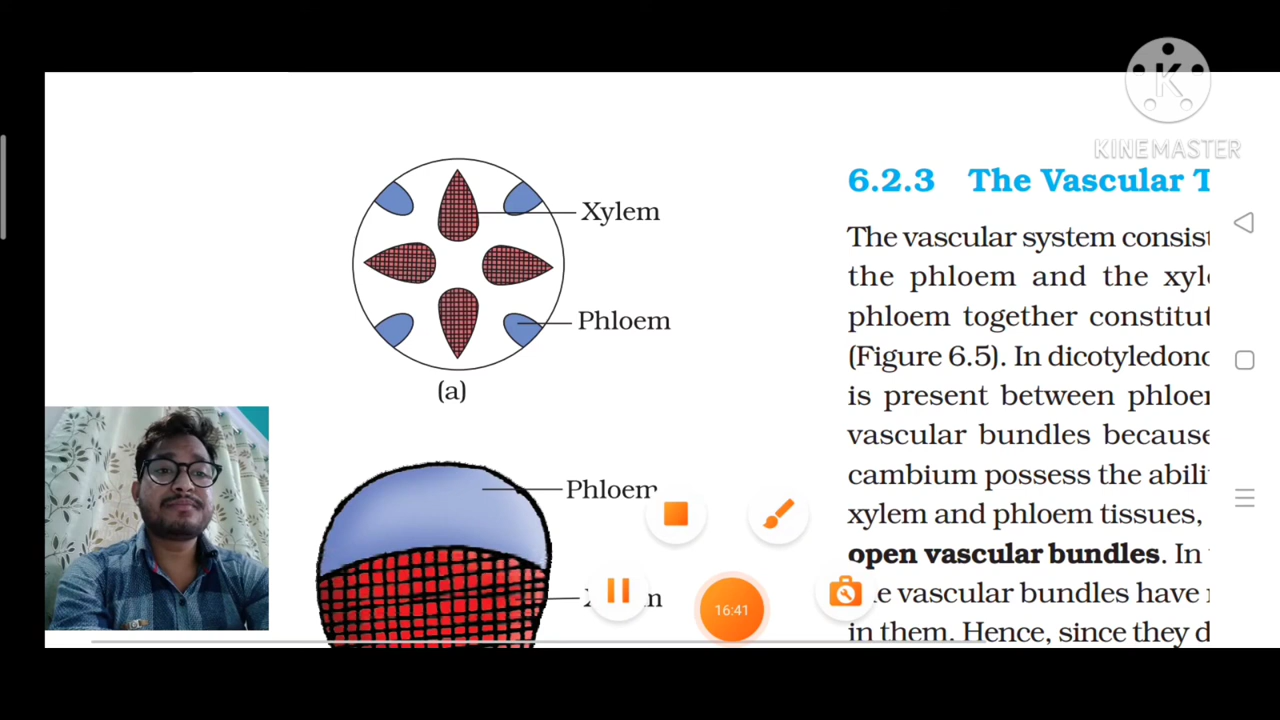 K
KINEMASTER
Xylem
Phloem
(a)
Phloem
16:41
6.2.3 The Vascular T
The vascular system consist
the phloem and the xyl
phloem together constitut
(Figure 6.5). In dicotyledon
is present between phloe
vascular bundles because
cambium possess the abili
xylem and phloem tissues,
open vascular bundles. In
vascular bundles have
in them. Hence, since they d